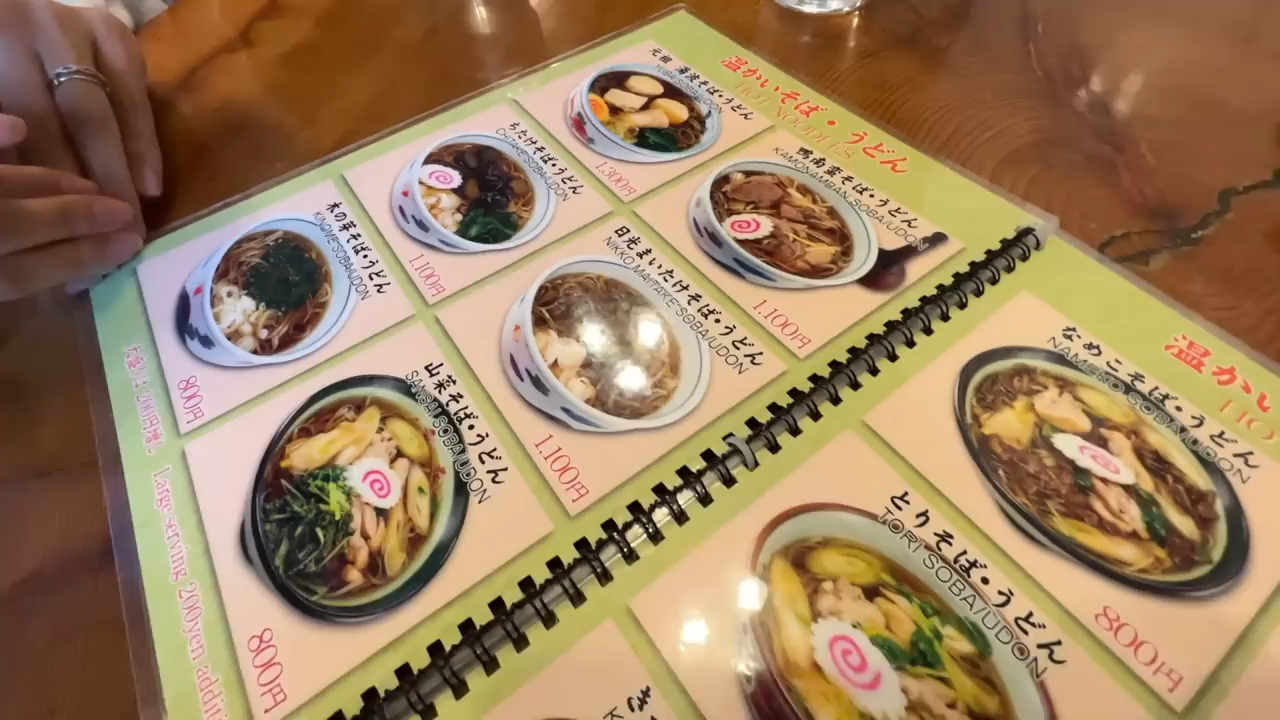 温かいそば・うどん
HOT NOODLES
元祖 湯波そば・うどん
YUBA SOBA/UDON
1,300円
鴨南蛮そば・うどん
KAMONAMBAN SOBA/UDON
1,100円
ちたけそば・うどん
CHITAKE SOBA/UDON
1,100円
日光まいたけそば・うどん
NIKKO MAITAKE SOBA/UDON
1,100円
木の芽そば・うどん
KINOME SOBA/UDON
800円
山菜そば・うどん
SANSAI SOBA/UDON
800円
大盛りは200円増し
Large serving 200yen additi
温かい
HO
なめこそば・うどん
NAMEKO SOBA/UDON
800円
とりそば・うどん
TORI SOBA/UDON
き
K